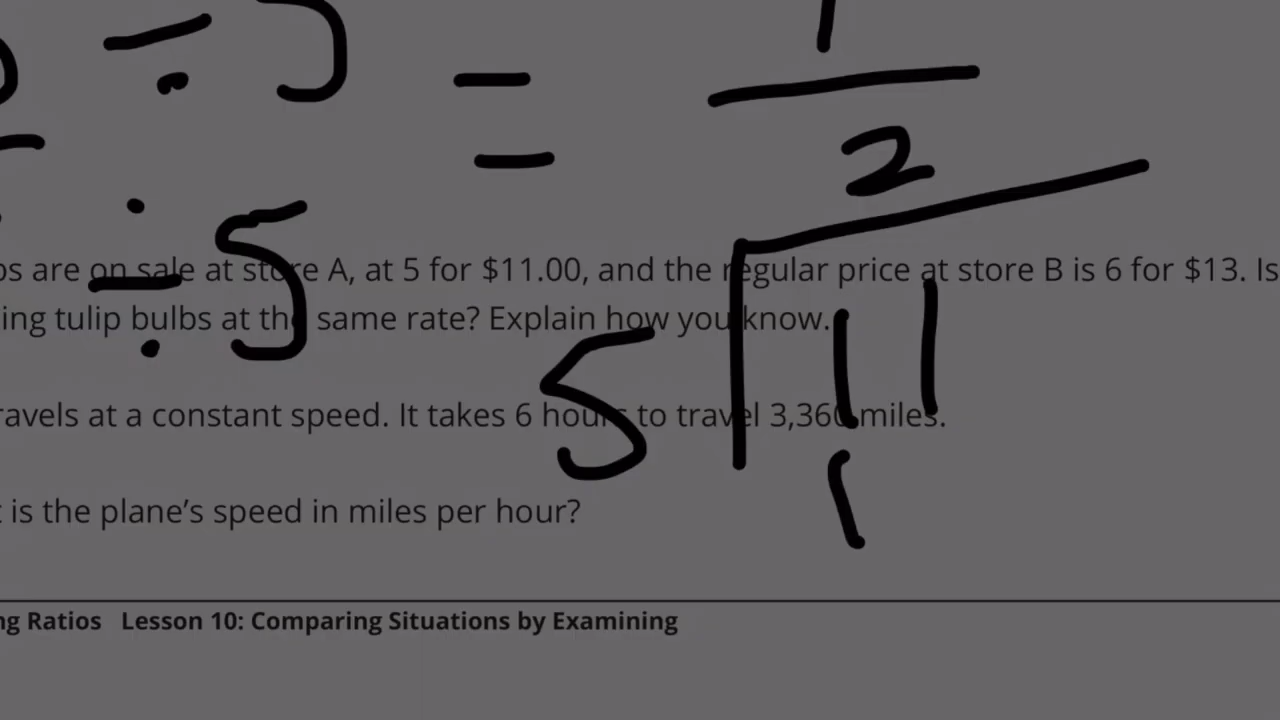 ÷ 5 = 1
2
÷ 5
bs are on sale at store A, at 5 for $11.00, and the regular price at store B is 6 for $13. Is
ing tulip bulbs at the same rate? Explain how you know.
5 11
1
ravels at a constant speed. It takes 6 hours to travel 3,360 miles.
is the plane’s speed in miles per hour?
ng Ratios Lesson 10: Comparing Situations by Examining